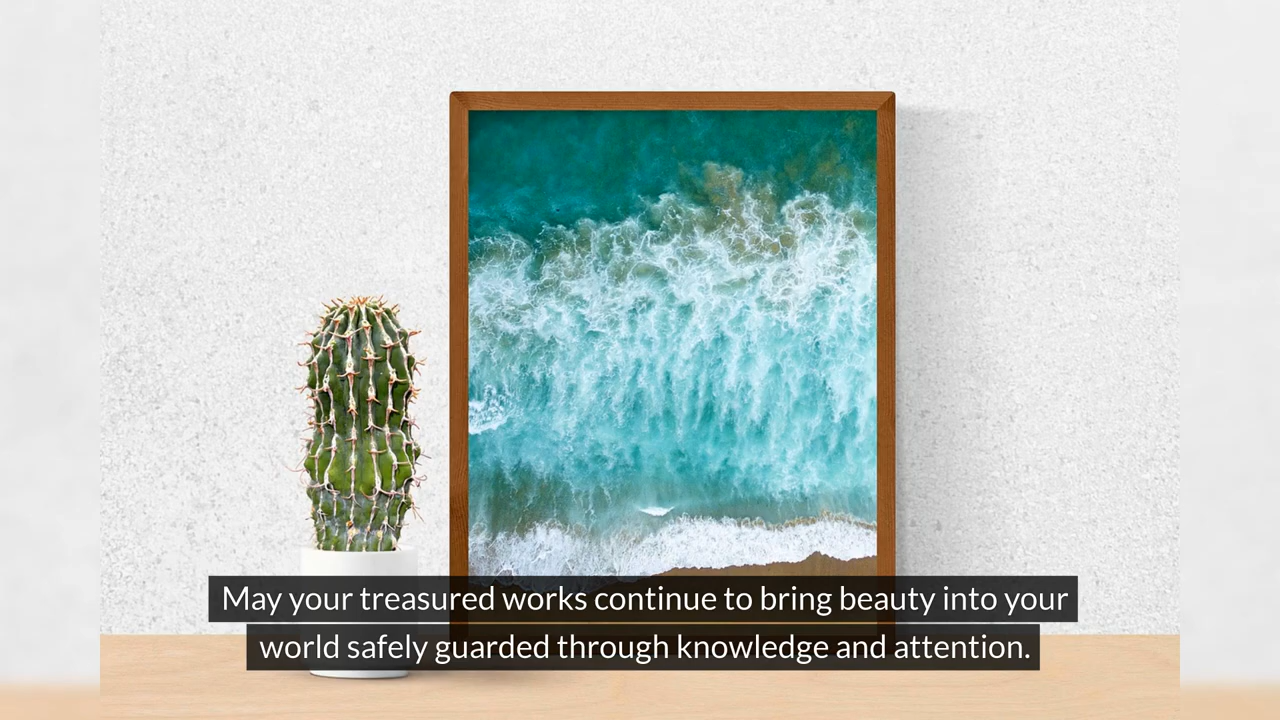 May your treasured works continue to bring beauty into your
world safely guarded through knowledge and attention.